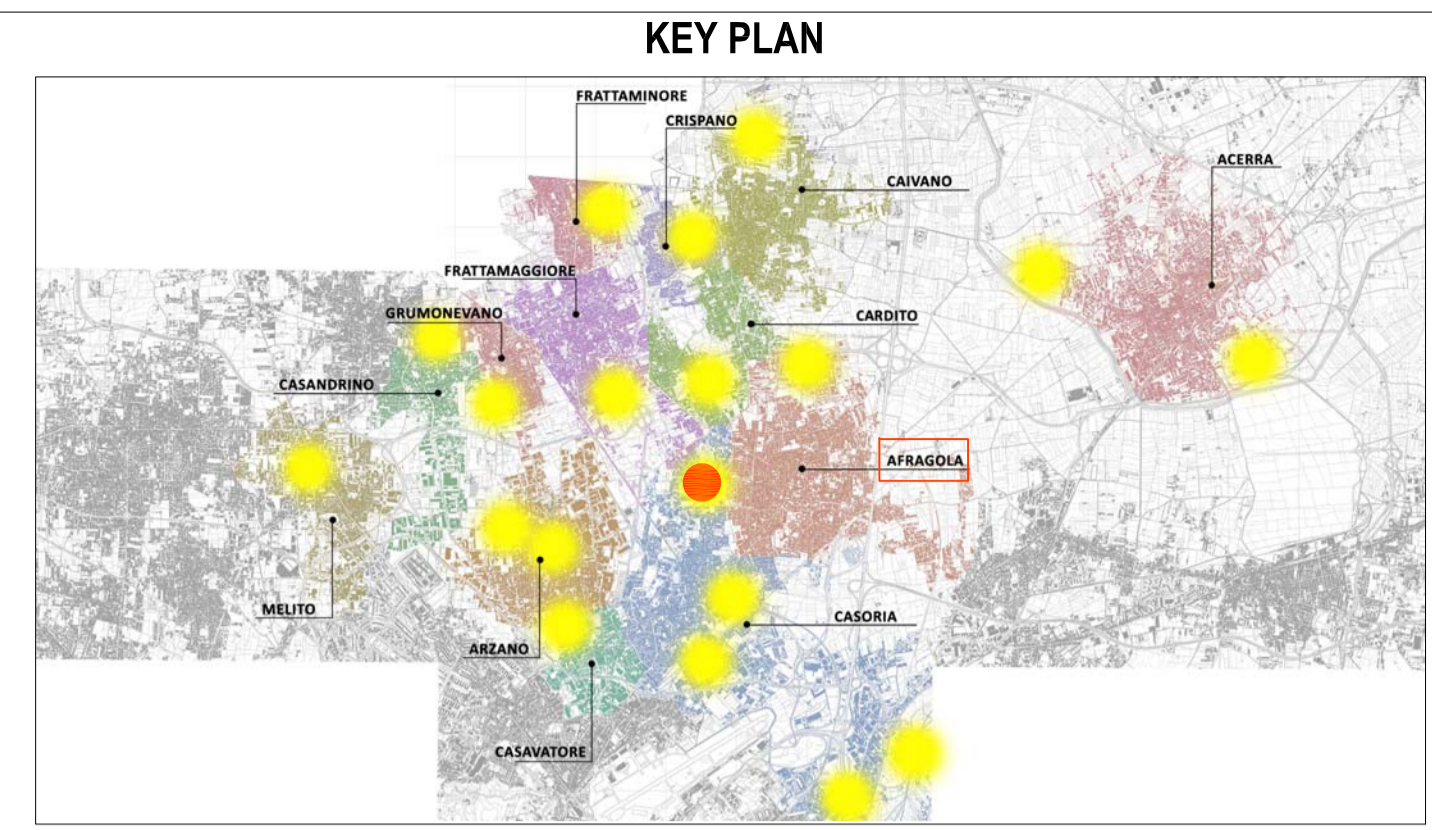 KEY PLAN
FRATTAMINORE
CRISPANO
ACERRA
CAIVANO
FRATTAMAGGIORE
GRUMONEVANO
CARDITO
CASANDRINO
AFRAGOLA
MELITO
CASORIA
ARZANO
CASAVATORE